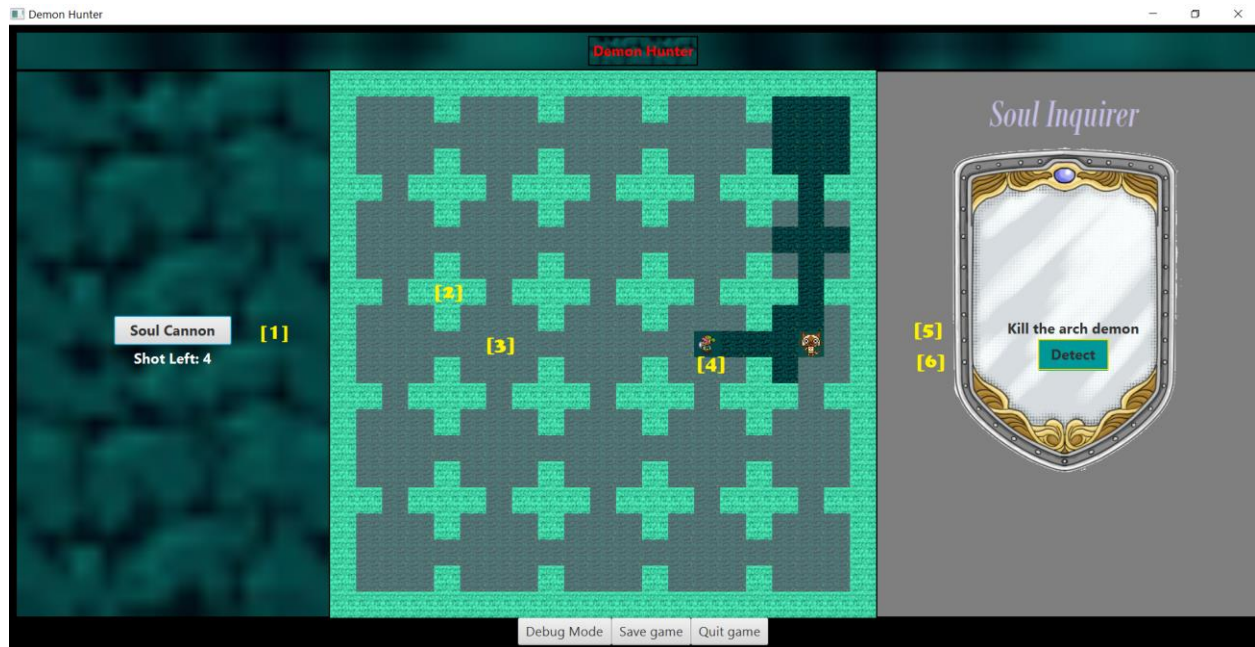 Demon Hunter
Demon Hunter
Soul Inquirer
[2]
Soul Cannon [1]
Shot Left: 4
[3]
[4]
[5] Kill the arch demon
[6] Detect
Debug Mode Save game Quit game